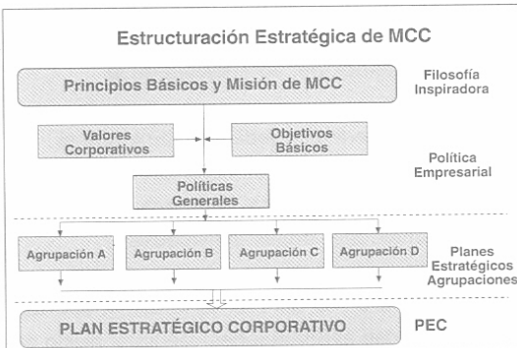 Estructuración Estratégica de MCC
Principios Básicos y Misión de MCC
Filosofía
Inspiradora
Valores
Corporativos
Objetivos
Básicos
Política
Empresarial
Políticas
Generales
Agrupación A
Agrupación B
Agrupación C
Agrupación D
Planes
Estratégicos
Agrupaciones
PLAN ESTRATÉGICO CORPORATIVO
PEC